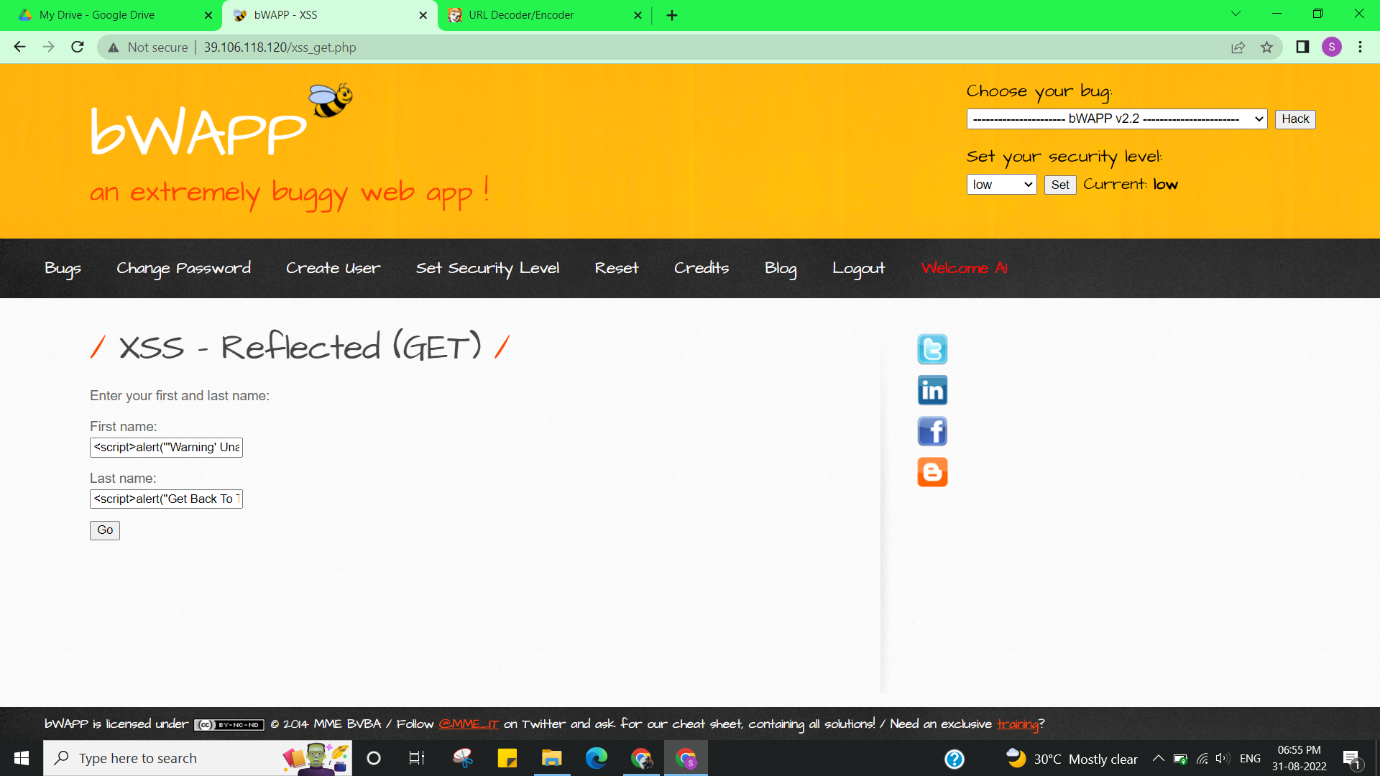 My Drive - Google Drive
bWAPP - XSS
URL Decoder/Encoder
Not secure | 39.106.118.120/xss_get.php
S
bWAPP
an extremely buggy web app !
Choose your bug:
---------------------- bWAPP v2.2 -----------------------
Hack
Set your security level:
low
Set
Current: low
Bugs
Change Password
Create User
Set Security Level
Reset
Credits
Blog
Logout
Welcome A!
/ XSS - Reflected (GET) /
Enter your first and last name:
First name:
<script>alert("'Warning' Una
Last name:
<script>alert("Get Back To T
Go
bWAPP is licensed under (cc) BY-NC-ND © 2014 MME BVBA / Follow @MME_IT on Twitter and ask for our cheat sheet, containing all solutions! / Need an exclusive training?
Type here to search
30°C Mostly clear
ENG
06:55 PM
31-08-2022
1